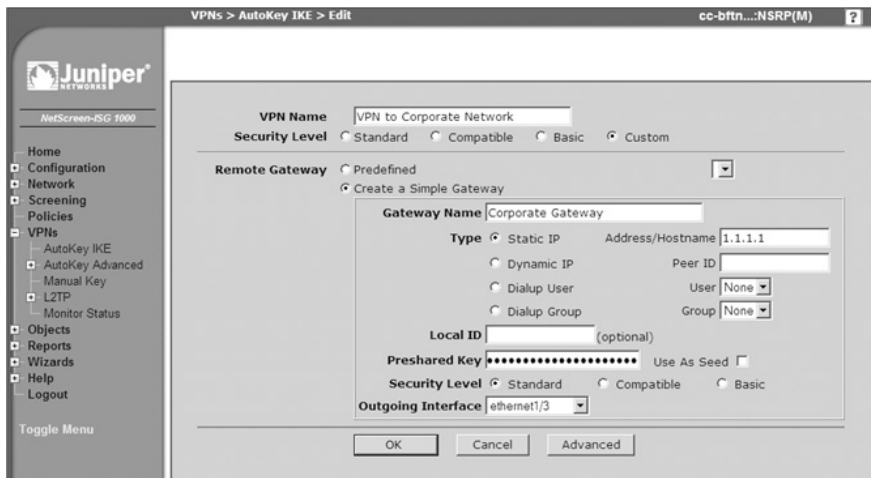 VPNs > AutoKey IKE > Edit
cc-bftn...:NSRP(M)
?
Juniper®
NETWORKS
NetScreen-ISG 1000
Home
Configuration
Network
Screening
Policies
VPNs
AutoKey IKE
AutoKey Advanced
Manual Key
L2TP
Monitor Status
Objects
Reports
Wizards
Help
Logout
Toggle Menu
VPN Name VPN to Corporate Network
Security Level Standard Compatible Basic Custom
Remote Gateway Predefined
Create a Simple Gateway
Gateway Name Corporate Gateway
Type Static IP Address/Hostname 1.1.1.1
Dynamic IP Peer ID
Dialup User User None
Dialup Group Group None
Local ID (optional)
Preshared Key ●●●●●●●●●●●●●●●●●●●●● Use As Seed
Security Level Standard Compatible Basic
Outgoing Interface ethernet1/3
OK Cancel Advanced